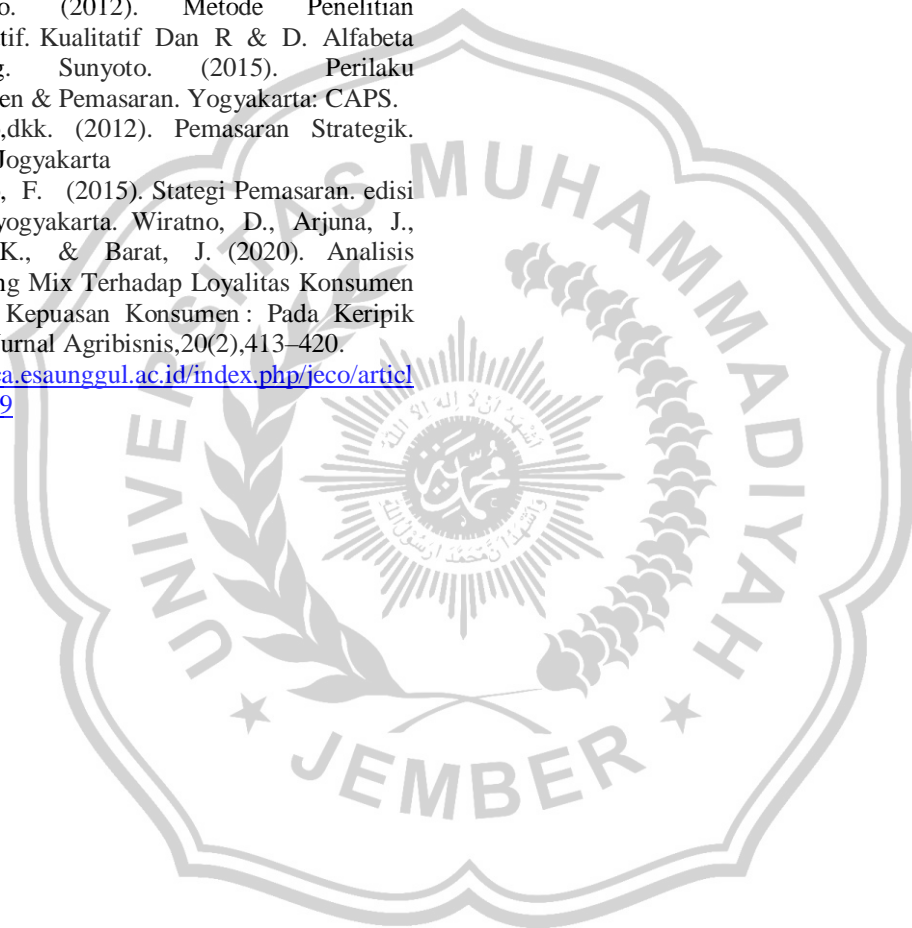 o. (2012). Metode Penelitian
tif. Kualitatif Dan R & D. Alfabeta
g. Sunyoto. (2015). Perilaku
en & Pemasaran. Yogyakarta: CAPS.
,dkk. (2012). Pemasaran Strategik.
Jogyakarta
, F. (2015). Stategi Pemasaran. edisi
yogyakarta. Wiratno, D., Arjuna, J.,
K., & Barat, J. (2020). Analisis
ng Mix Terhadap Loyalitas Konsumen
Kepuasan Konsumen : Pada Keripik
urnal Agribisnis,20(2),413–420.
ca.esaunggul.ac.id/index.php/jeco/articl
9
UNIVERSITAS MUHAMMADIYAH
JEMBER